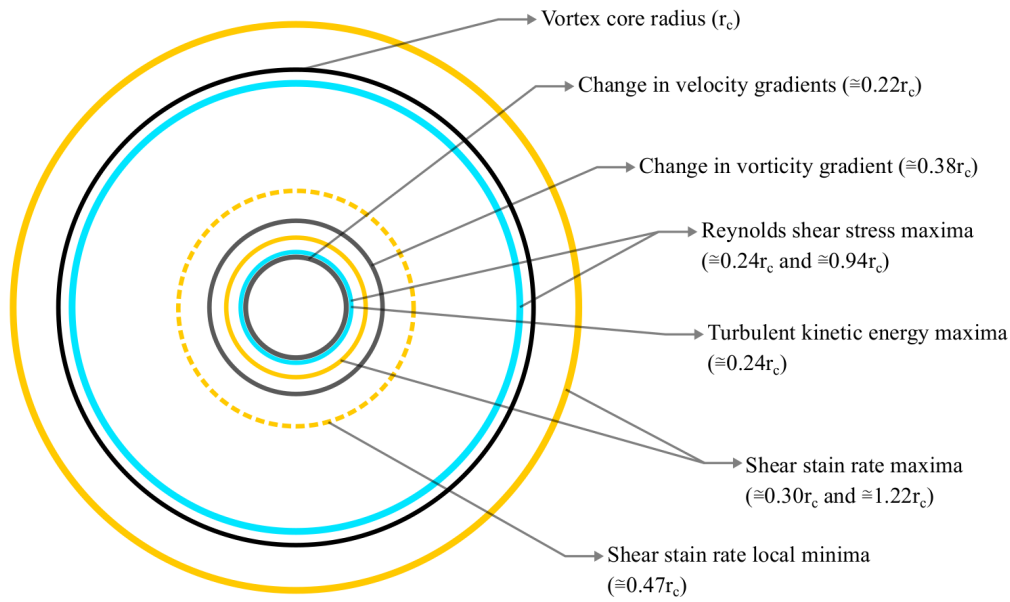 Vortex core radius (r_c)
Change in velocity gradients (≅0.22r_c)
Change in vorticity gradient (≅0.38r_c)
Reynolds shear stress maxima
(≅0.24r_c and ≅0.94r_c)
Turbulent kinetic energy maxima
(≅0.24r_c)
Shear stain rate maxima
(≅0.30r_c and ≅1.22r_c)
Shear stain rate local minima
(≅0.47r_c)